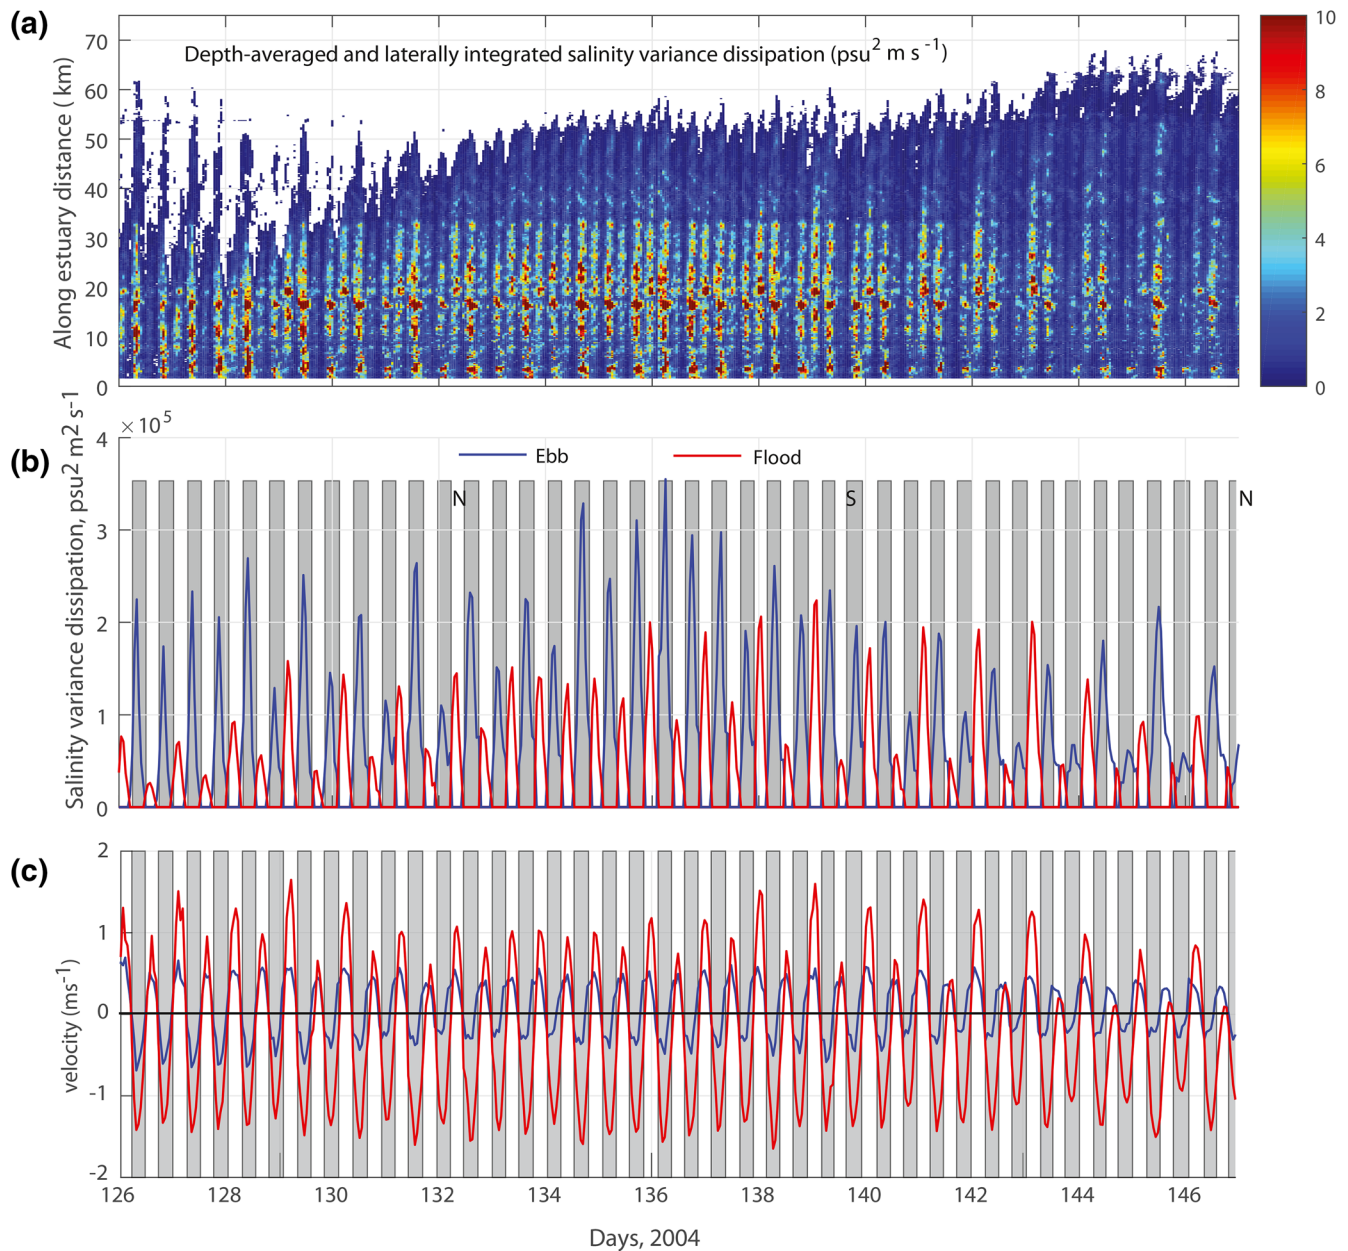 (a)
Depth-averaged and laterally integrated salinity variance dissipation (psu2 m s -1)
Along estuary distance ( km)
70
60
50
40
30
20
10
0
10
8
6
4
2
0
(b)
× 10 5
Salinity variance dissipation, psu2 m2 s-1
4
3
2
1
0
Ebb
Flood
N
S
N
(c)
velocity (ms-1)
2
1
0
-1
-2
126
128
130
132
134
136
138
140
142
144
146
Days, 2004